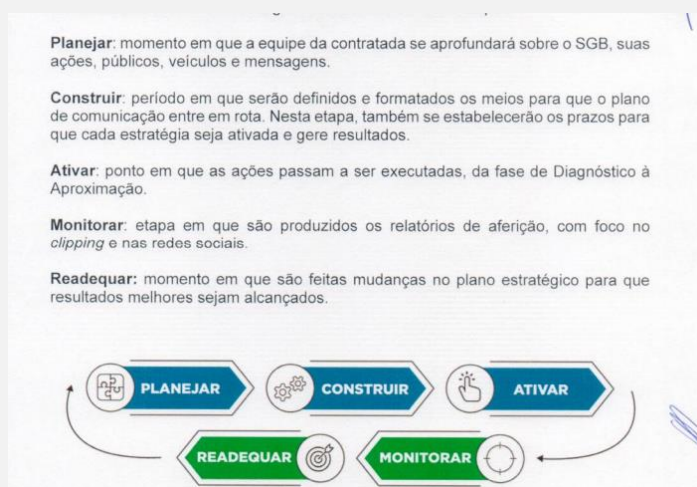 Planejar: momento em que a equipe da contratada se aprofundará sobre o SGB, suas
ações, públicos, veículos e mensagens.
Construir: período em que serão definidos e formatados os meios para que o plano
de comunicação entre em rota. Nesta etapa, também se estabelecerão os prazos para
que cada estratégia seja ativada e gere resultados.
Ativar: ponto em que as ações passam a ser executadas, da fase de Diagnóstico à
Aproximação.
Monitorar: etapa em que são produzidos os relatórios de aferição, com foco no
clipping e nas redes sociais.
Readequar: momento em que são feitas mudanças no plano estratégico para que
resultados melhores sejam alcançados.
PLANEJAR
CONSTRUIR
ATIVAR
READEQUAR
MONITORAR